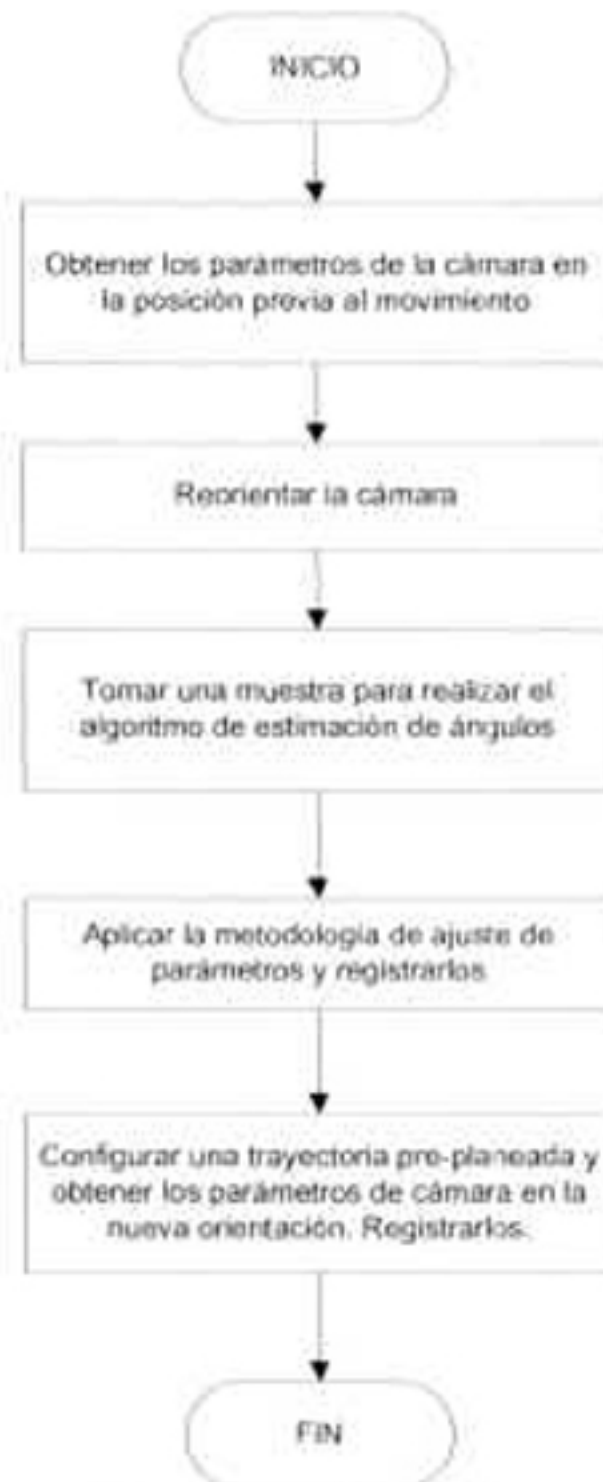 INICIO
Obtener los parámetros de la cámara en
la posición previa al movimiento
Reorientar la cámara
Tomar una muestra para realizar el
algoritmo de estimación de ángulos
Aplicar la metodología de ajuste de
parámetros y registrarlos
Configurar una trayectoria pre-planeada y
obtener los parámetros de cámara en la
nueva orientación. Registrarlos.
FIN